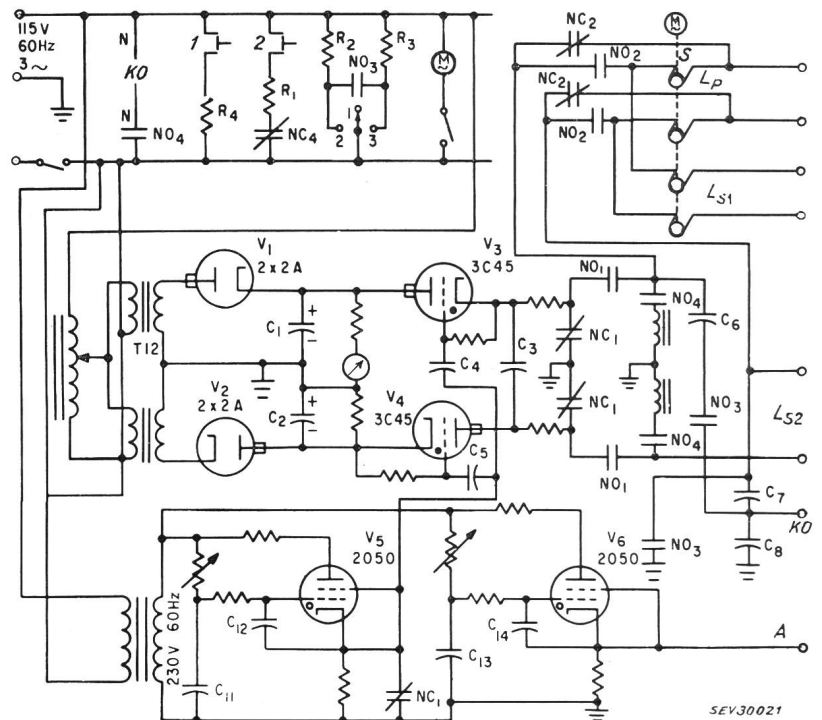 115V
60Hz
3~
N
KO
N
NO4
1
R4
2
R1
NC4
R2
R3
NO3
1
2
3
M~
NC2
NO2
NC2
NO2
M~
S
LP
LS1
V1
2x2A
V3
3C45
T12
C1
+
-
V2
2x2A
C2
+
-
V4
3C45
C4
C5
C3
NO1
NC1
NC1
NO1
NO4
NO4
C6
NO3
LS2
C7
KO
NO3
C8
230V 60Hz
V5
2050
C12
C11
NC1
V6
2050
C14
C13
A
SEV30021